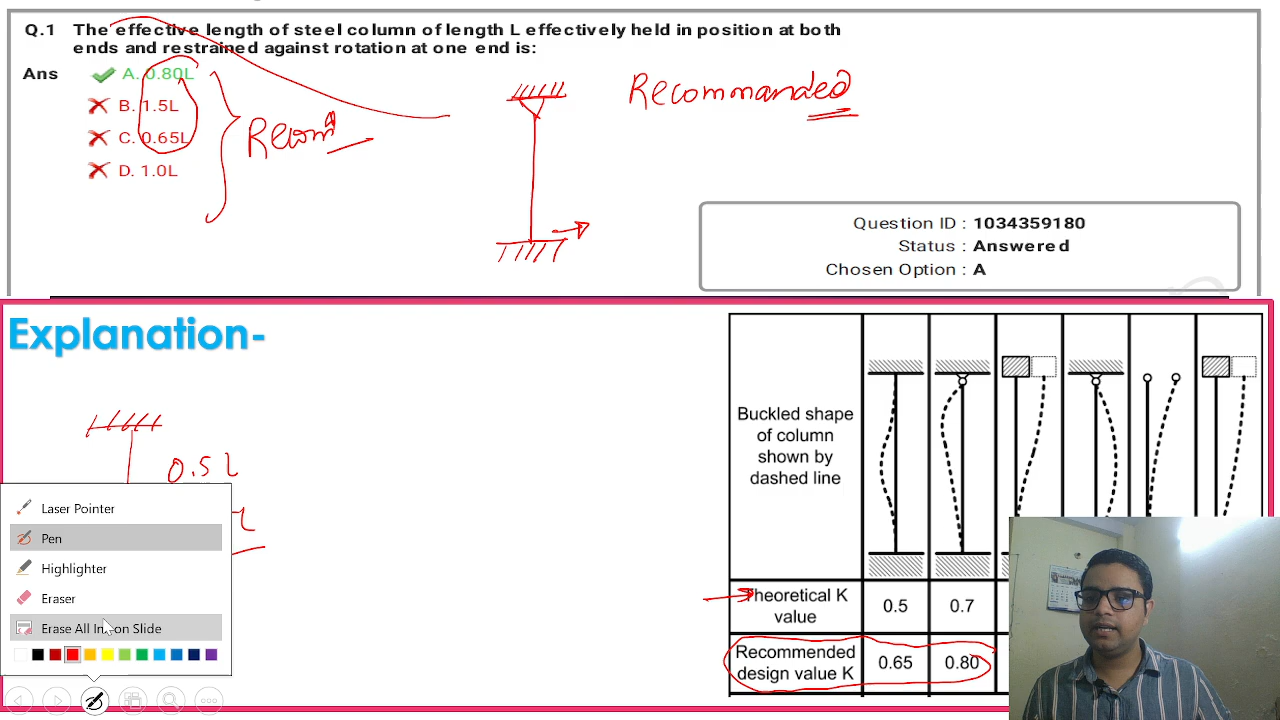 Q.1 The effective length of steel column of length L effectively held in position at both
ends and restrained against rotation at one end is:
Ans A. 0.80L
B. 1.5L
C. 0.65L
D. 1.0L
Recom
Recommanded
Question ID : 1034359180
Status : Answered
Chosen Option : A
Explanation-
0.5L
L
Laser Pointer
Pen
Highlighter
Eraser
Erase All Ink on Slide
Buckled shape
of column
shown by
dashed line
Theoretical K
value
0.5 0.7
Recommended
design value K
0.65 0.80